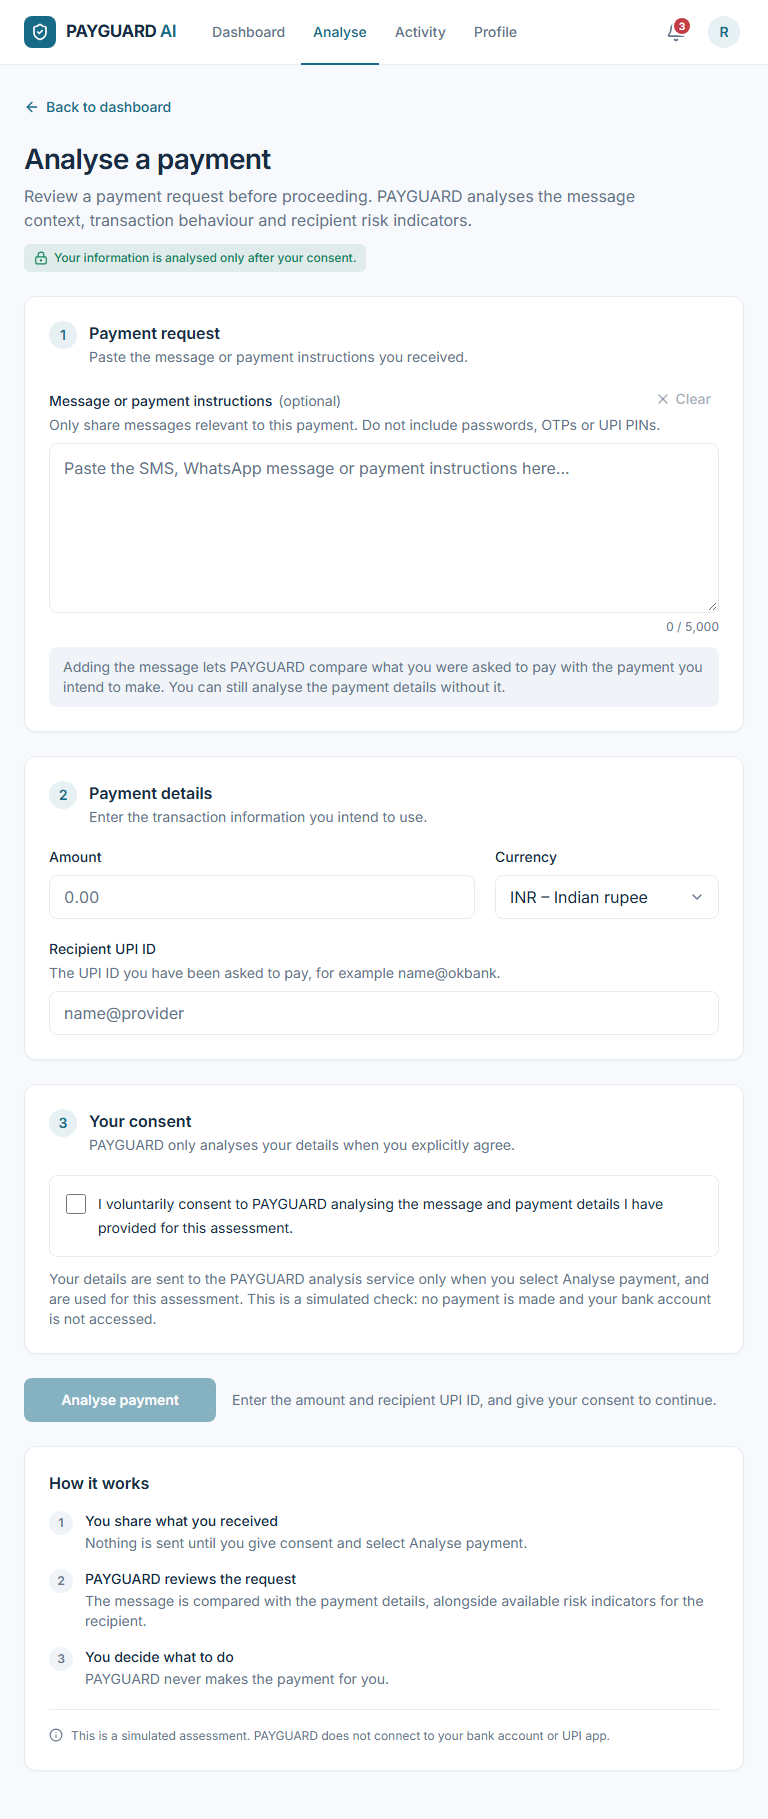 PAYGUARD AI
Dashboard
Analyse
Activity
Profile
3
R
Back to dashboard
Analyse a payment
Review a payment request before proceeding. PAYGUARD analyses the message
context, transaction behaviour and recipient risk indicators.
Your information is analysed only after your consent.
1
Payment request
Paste the message or payment instructions you received.
Message or payment instructions (optional)
Clear
Only share messages relevant to this payment. Do not include passwords, OTPs or UPI PINs.
Paste the SMS, WhatsApp message or payment instructions here...
0 / 5,000
Adding the message lets PAYGUARD compare what you were asked to pay with the payment you
intend to make. You can still analyse the payment details without it.
2
Payment details
Enter the transaction information you intend to use.
Amount
Currency
0.00
INR – Indian rupee
Recipient UPI ID
The UPI ID you have been asked to pay, for example name@okbank.
name@provider
3
Your consent
PAYGUARD only analyses your details when you explicitly agree.
I voluntarily consent to PAYGUARD analysing the message and payment details I have
provided for this assessment.
Your details are sent to the PAYGUARD analysis service only when you select Analyse payment, and
are used for this assessment. This is a simulated check: no payment is made and your bank account
is not accessed.
Analyse payment
Enter the amount and recipient UPI ID, and give your consent to continue.
How it works
1
You share what you received
Nothing is sent until you give consent and select Analyse payment.
2
PAYGUARD reviews the request
The message is compared with the payment details, alongside available risk indicators for the
recipient.
3
You decide what to do
PAYGUARD never makes the payment for you.
This is a simulated assessment. PAYGUARD does not connect to your bank account or UPI app.